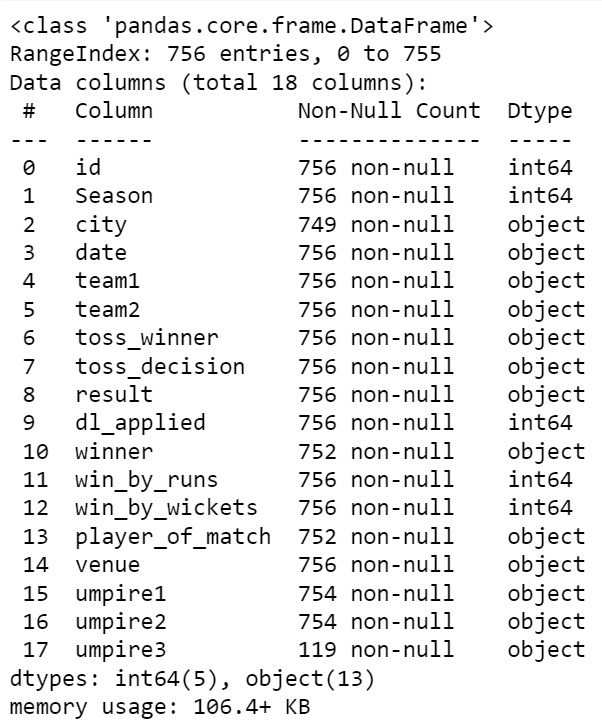 <class 'pandas.core.frame.DataFrame'>
RangeIndex: 756 entries, 0 to 755
Data columns (total 18 columns):
 #   Column           Non-Null Count  Dtype
---  ------           --------------  -----
 0   id               756 non-null    int64
 1   Season           756 non-null    int64
 2   city             749 non-null    object
 3   date             756 non-null    object
 4   team1            756 non-null    object
 5   team2            756 non-null    object
 6   toss_winner      756 non-null    object
 7   toss_decision    756 non-null    object
 8   result           756 non-null    object
 9   dl_applied       756 non-null    int64
 10  winner           752 non-null    object
 11  win_by_runs      756 non-null    int64
 12  win_by_wickets   756 non-null    int64
 13  player_of_match  752 non-null    object
 14  venue            756 non-null    object
 15  umpire1          754 non-null    object
 16  umpire2          754 non-null    object
 17  umpire3          119 non-null    object
dtypes: int64(5), object(13)
memory usage: 106.4+ KB